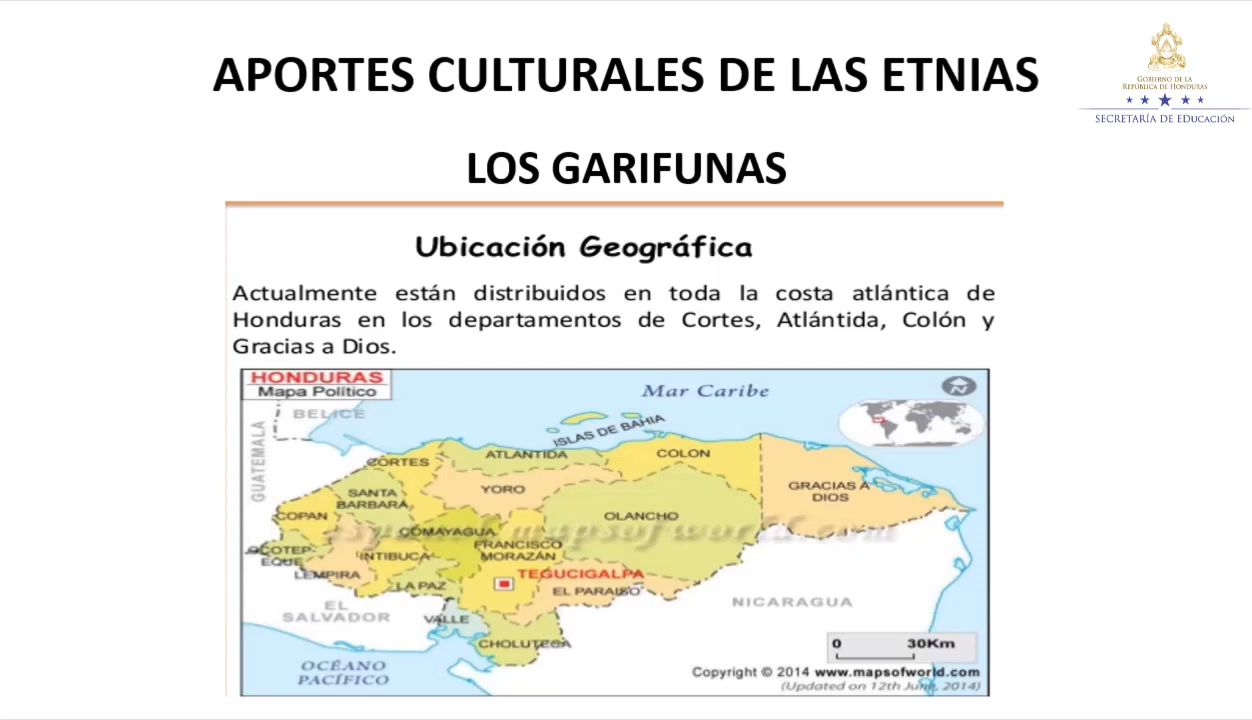 APORTES CULTURALES DE LAS ETNIAS
GOBIERNO DE LA
REPÚBLICA DE HONDURAS
SECRETARÍA DE EDUCACIÓN
LOS GARIFUNAS
Ubicación Geográfica
Actualmente están distribuidos en toda la costa atlántica de
Honduras en los departamentos de Cortes, Atlántida, Colón y
Gracias a Dios.
HONDURAS
Mapa Político
Mar Caribe
N
BELICE
GUATEMALA
ISLAS DE BAHIA
CORTES
ATLANTIDA
COLON
YORO
GRACIAS A
DIOS
SANTA
BARBARA
COPAN
OLANCHO
COMAYAGUA
mapsofworld.com
FRANCISCO
MORAZÁN
OCOTEP
EQUE
INTIBUCA
LEMPIRA
TEGUCIGALPA
LA PAZ
EL PARAISO
EL
SALVADOR
NICARAGUA
VALLE
CHOLUTECA
0 30Km
OCÉANO
PACÍFICO
Copyright © 2014 www.mapsofworld.com
(Updated on 12th June, 2014)